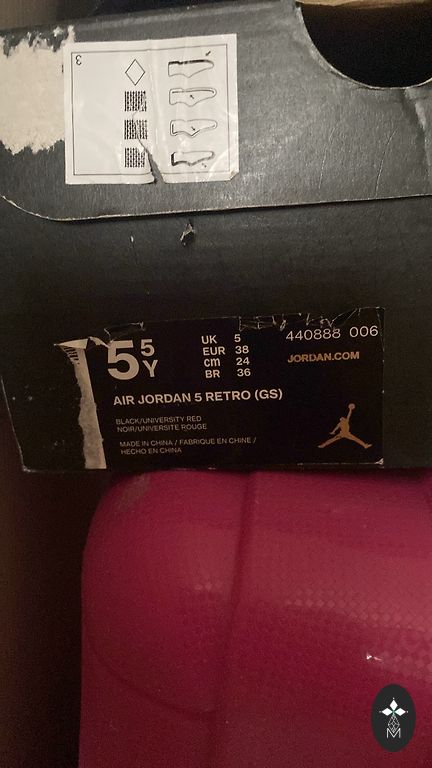 3
5 5 Y
UK 5
EUR 38
cm 24
BR 36
440888 006
JORDAN.COM
AIR JORDAN 5 RETRO (GS)
BLACK/UNIVERSITY RED
NOIR/UNIVERSITE ROUGE
MADE IN CHINA / FABRIQUE EN CHINE /
HECHO EN CHINA
M